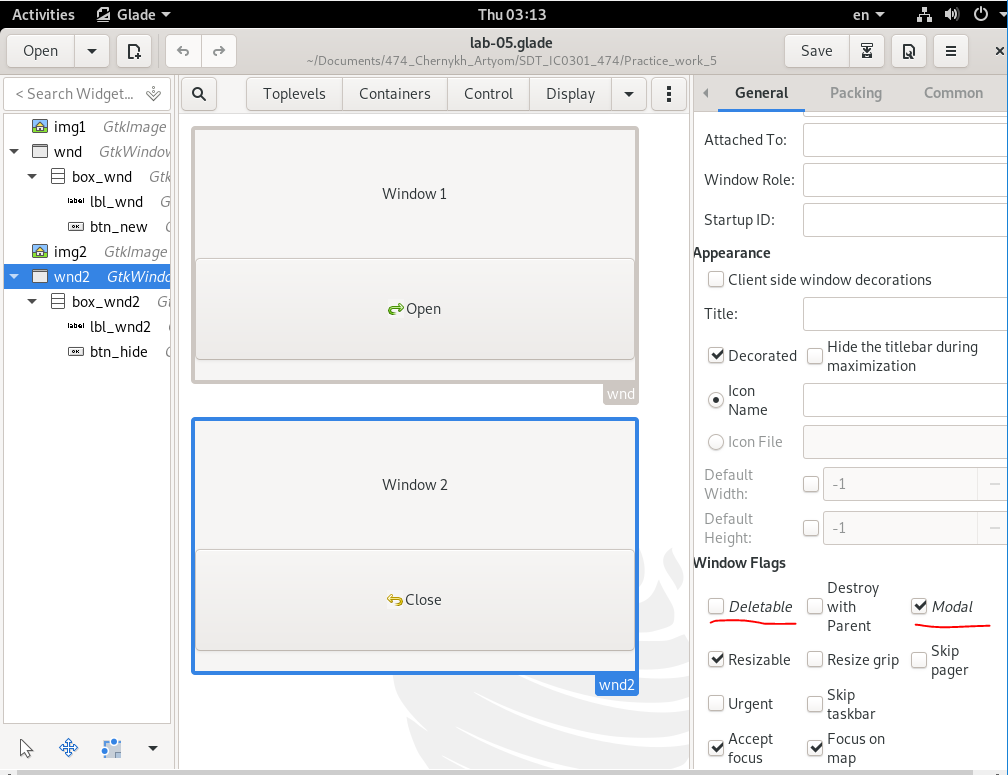 Activities Glade Thu 03:13 en
Open lab-05.glade Save
~/Documents/474_Chernykh_Artyom/SDT_IC0301_474/Practice_work_5
< Search Widget... Toplevels Containers Control Display General Packing Common
img1 GtkImage
wnd GtkWindow
box_wnd Gtk
label lbl_wnd G
OK btn_new G
img2 GtkImage
wnd2 GtkWindo
box_wnd2 Gt
label lbl_wnd2
OK btn_hide G
Window 1
Open
wnd
Window 2
Close
wnd2
Attached To:
Window Role:
Startup ID:
Appearance
Client side window decorations
Title:
Decorated Hide the titlebar during
maximization
Icon
Name
Icon File
Default
Width: -1
Default
Height: -1
Window Flags
Deletable Destroy
with
Parent Modal
Resizable Resize grip Skip
pager
Urgent Skip
taskbar
Accept
focus Focus on
map